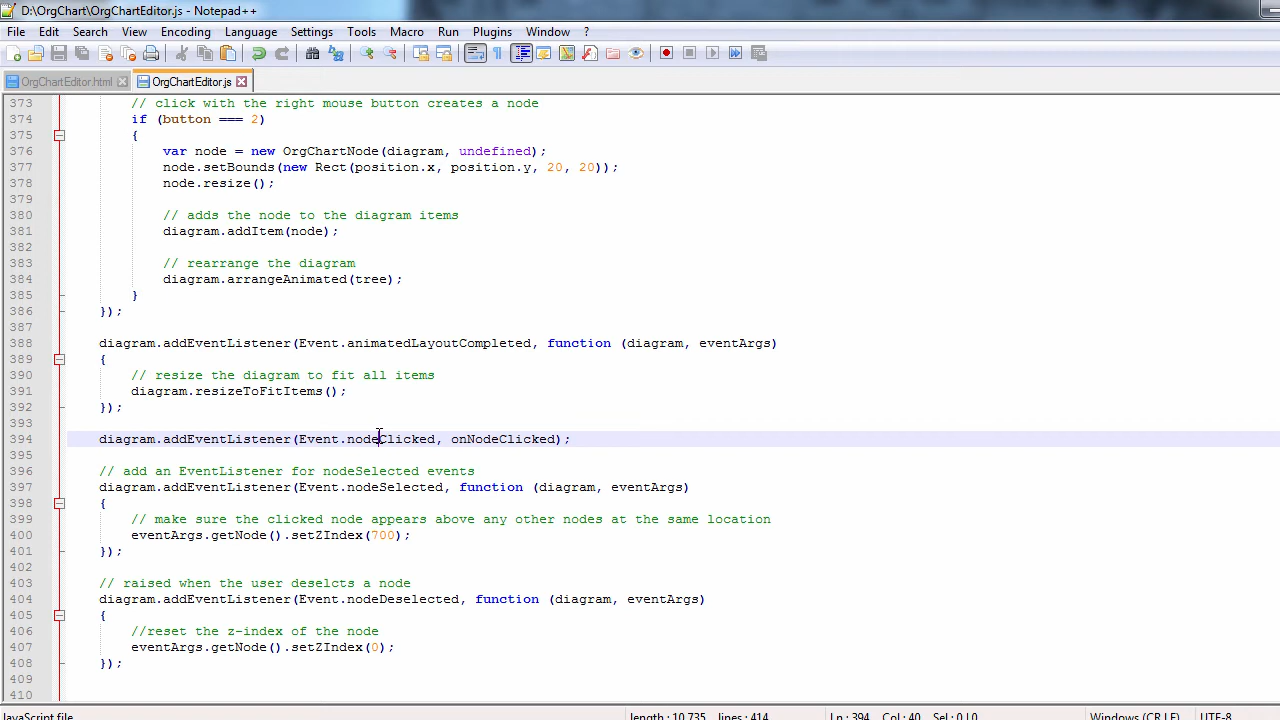 D:\OrgChart\OrgChartEditor.js - Notepad++
File Edit Search View Encoding Language Settings Tools Macro Run Plugins Window ?
OrgChartEditor.html OrgChartEditor.js
373 // click with the right mouse button creates a node
374 if (button === 2)
375 {
376 var node = new OrgChartNode(diagram, undefined);
377 node.setBounds(new Rect(position.x, position.y, 20, 20));
378 node.resize();
379
380 // adds the node to the diagram items
381 diagram.addItem(node);
382
383 // rearrange the diagram
384 diagram.arrangeAnimated(tree);
385 }
386 });
387
388 diagram.addEventListener(Event.animatedLayoutCompleted, function (diagram, eventArgs)
389 {
390 // resize the diagram to fit all items
391 diagram.resizeToFitItems();
392 });
393
394 diagram.addEventListener(Event.nodeClicked, onNodeClicked);
395
396 // add an EventListener for nodeSelected events
397 diagram.addEventListener(Event.nodeSelected, function (diagram, eventArgs)
398 {
399 // make sure the clicked node appears above any other nodes at the same location
400 eventArgs.getNode().setZIndex(700);
401 });
402
403 // raised when the user deselcts a node
404 diagram.addEventListener(Event.nodeDeselected, function (diagram, eventArgs)
405 {
406 //reset the z-index of the node
407 eventArgs.getNode().setZIndex(0);
408 });
409
410
JavaScript file length : 10,735 lines : 414 Ln : 394 Col : 40 Sel : 0 | 0 Windows (CR LF) UTF-8